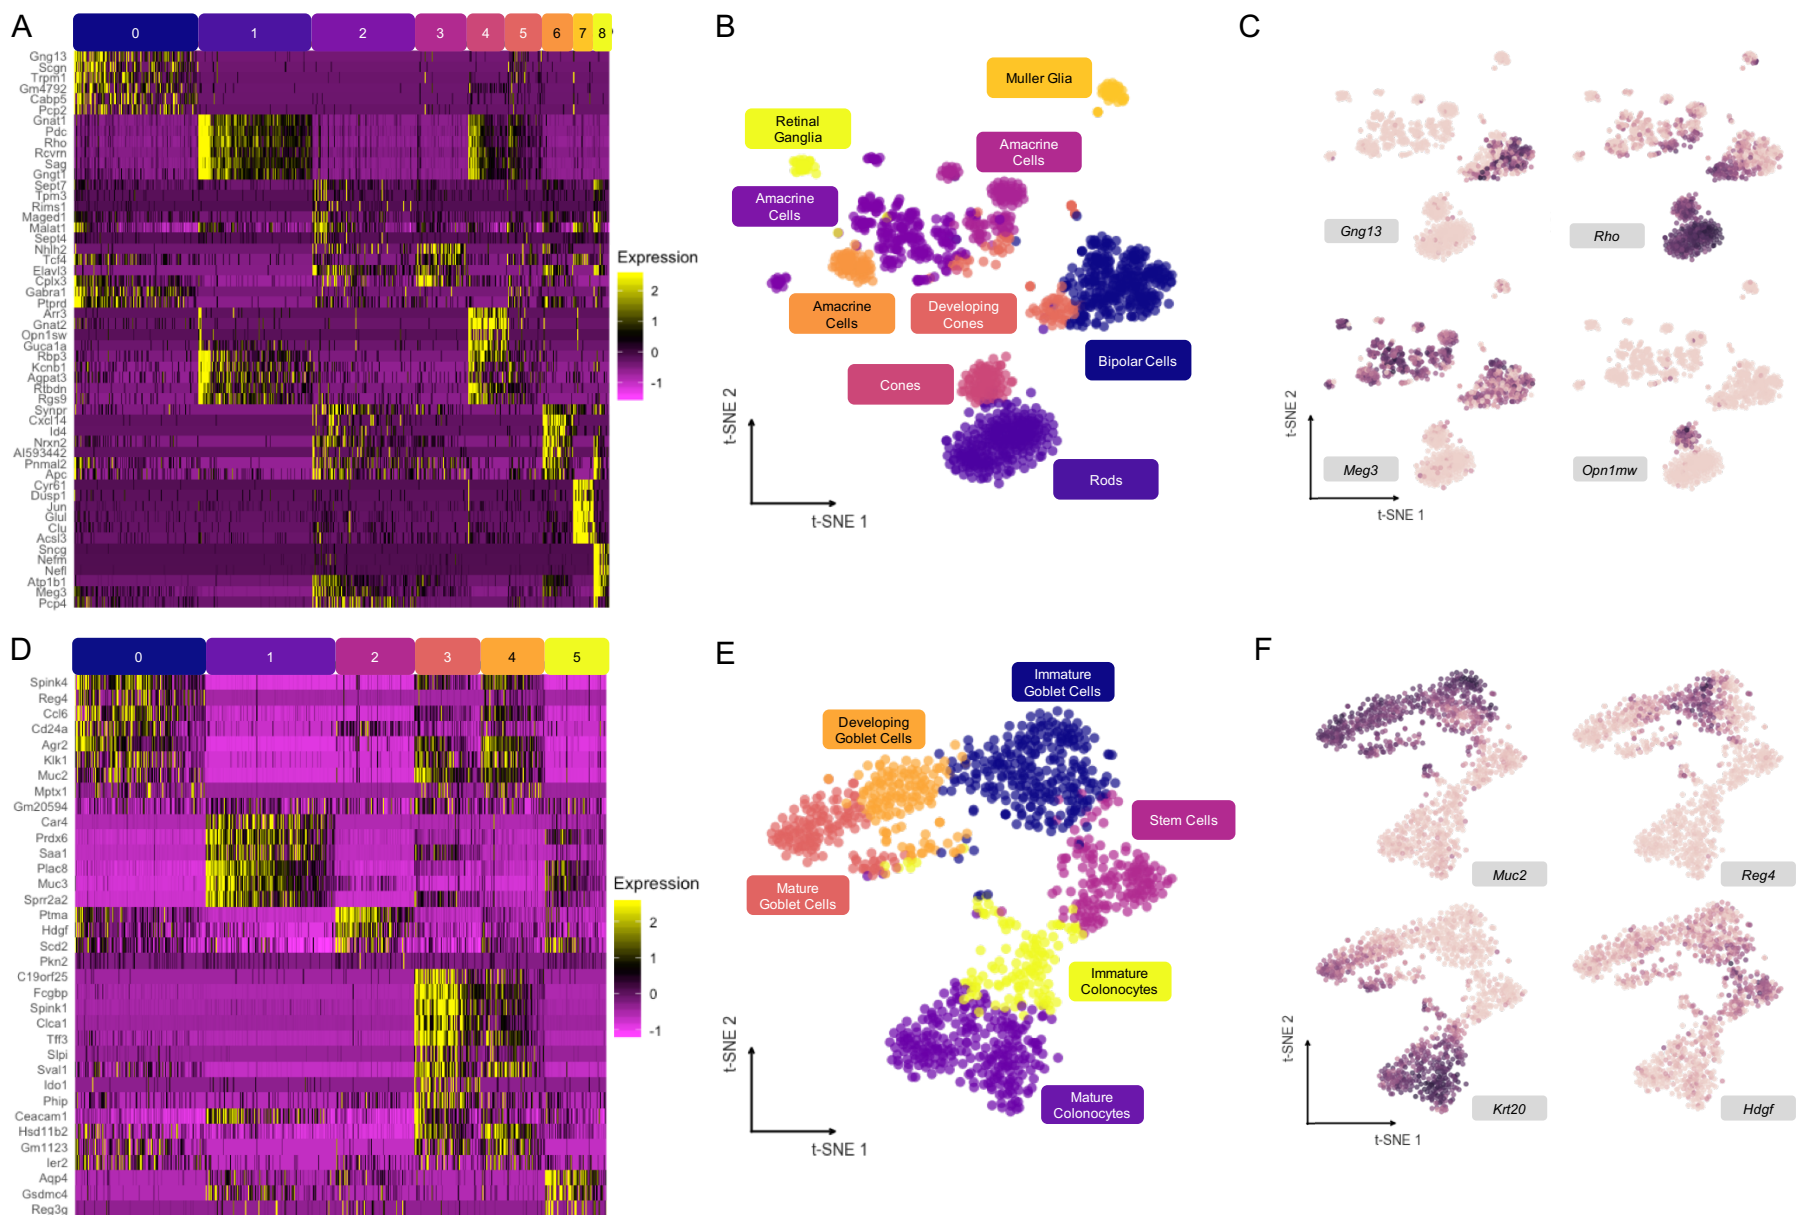 A
0
1
2
3
4
5
6
7
8
Gng13
Scgn
Trpm1
Gm4792
Cabp5
Pcp2
Gnat1
Pdc
Rho
Rcvrn
Sag
Gngt1
Sept7
Tpm3
Rims1
Maged1
Malat1
Sept4
Nhlh2
Tcf4
Elavl3
Cplx3
Gabra1
Ptprd
Arr3
Gnat2
Opn1sw
Guca1a
Rbp3
Kcnb1
Agpat3
Rtbdn
Rgs9
Synpr
Cxcl14
Id4
Nrxn2
AI593442
Pnmal2
Apc
Cyr61
Dusp1
Jun
Glul
Clu
Acsl3
Sncg
Nefm
Nefl
Atp1b1
Meg3
Pcp4
Expression
2
1
0
-1
B
Muller Glia
Retinal
Ganglia
Amacrine
Cells
Amacrine
Cells
Amacrine
Cells
Developing
Cones
Bipolar Cells
Cones
Rods
t-SNE 2
t-SNE 1
C
Gng13
Rho
Meg3
Opn1mw
t-SNE 2
t-SNE 1
D
0
1
2
3
4
5
Spink4
Reg4
Ccl6
Cd24a
Agr2
Klk1
Muc2
Mptx1
Gm20594
Car4
Prdx6
Saa1
Plac8
Muc3
Sprr2a2
Ptma
Hdgf
Scd2
Pkn2
C19orf25
Fcgbp
Spink1
Clca1
Tff3
Slpi
Sval1
Ido1
Phip
Ceacam1
Hsd11b2
Gm1123
Ier2
Aqp4
Gsdmc4
Reg3g
Expression
2
1
0
-1
E
Immature
Goblet Cells
Developing
Goblet Cells
Stem Cells
Mature
Goblet Cells
Immature
Colonocytes
Mature
Colonocytes
t-SNE 2
t-SNE 1
F
Muc2
Reg4
Krt20
Hdgf
t-SNE 2
t-SNE 1